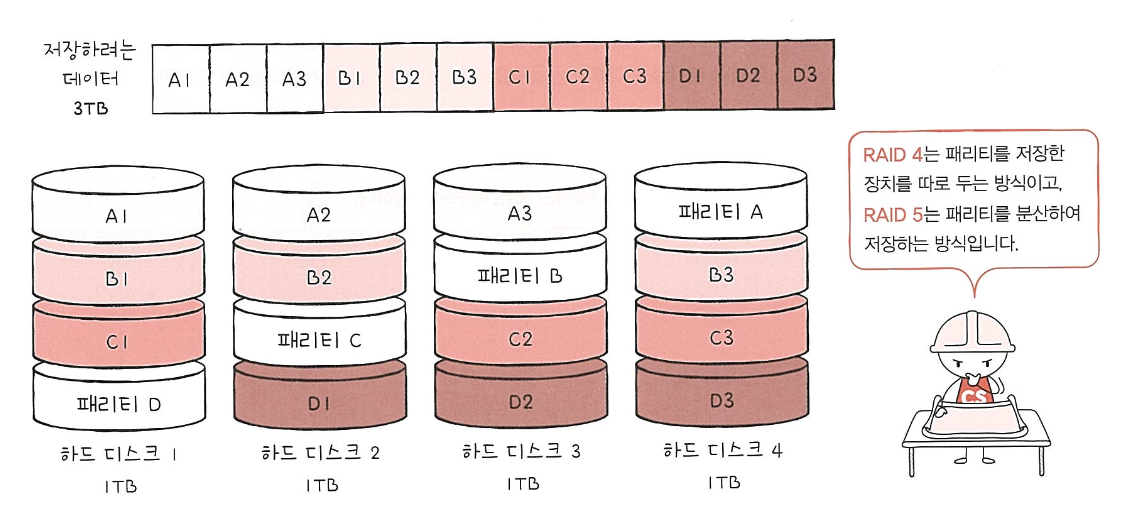 저장하려는
데이터
3TB
A1 A2 A3 B1 B2 B3 C1 C2 C3 D1 D2 D3
RAID 4는 패리티를 저장한
장치를 따로 두는 방식이고,
RAID 5는 패리티를 분산하여
저장하는 방식입니다.
A1 A2 A3 패리티 A
B1 B2 패리티 B B3
C1 패리티 C C2 C3
패리티 D D1 D2 D3
하드 디스크 1 하드 디스크 2 하드 디스크 3 하드 디스크 4
1TB 1TB 1TB 1TB
CS